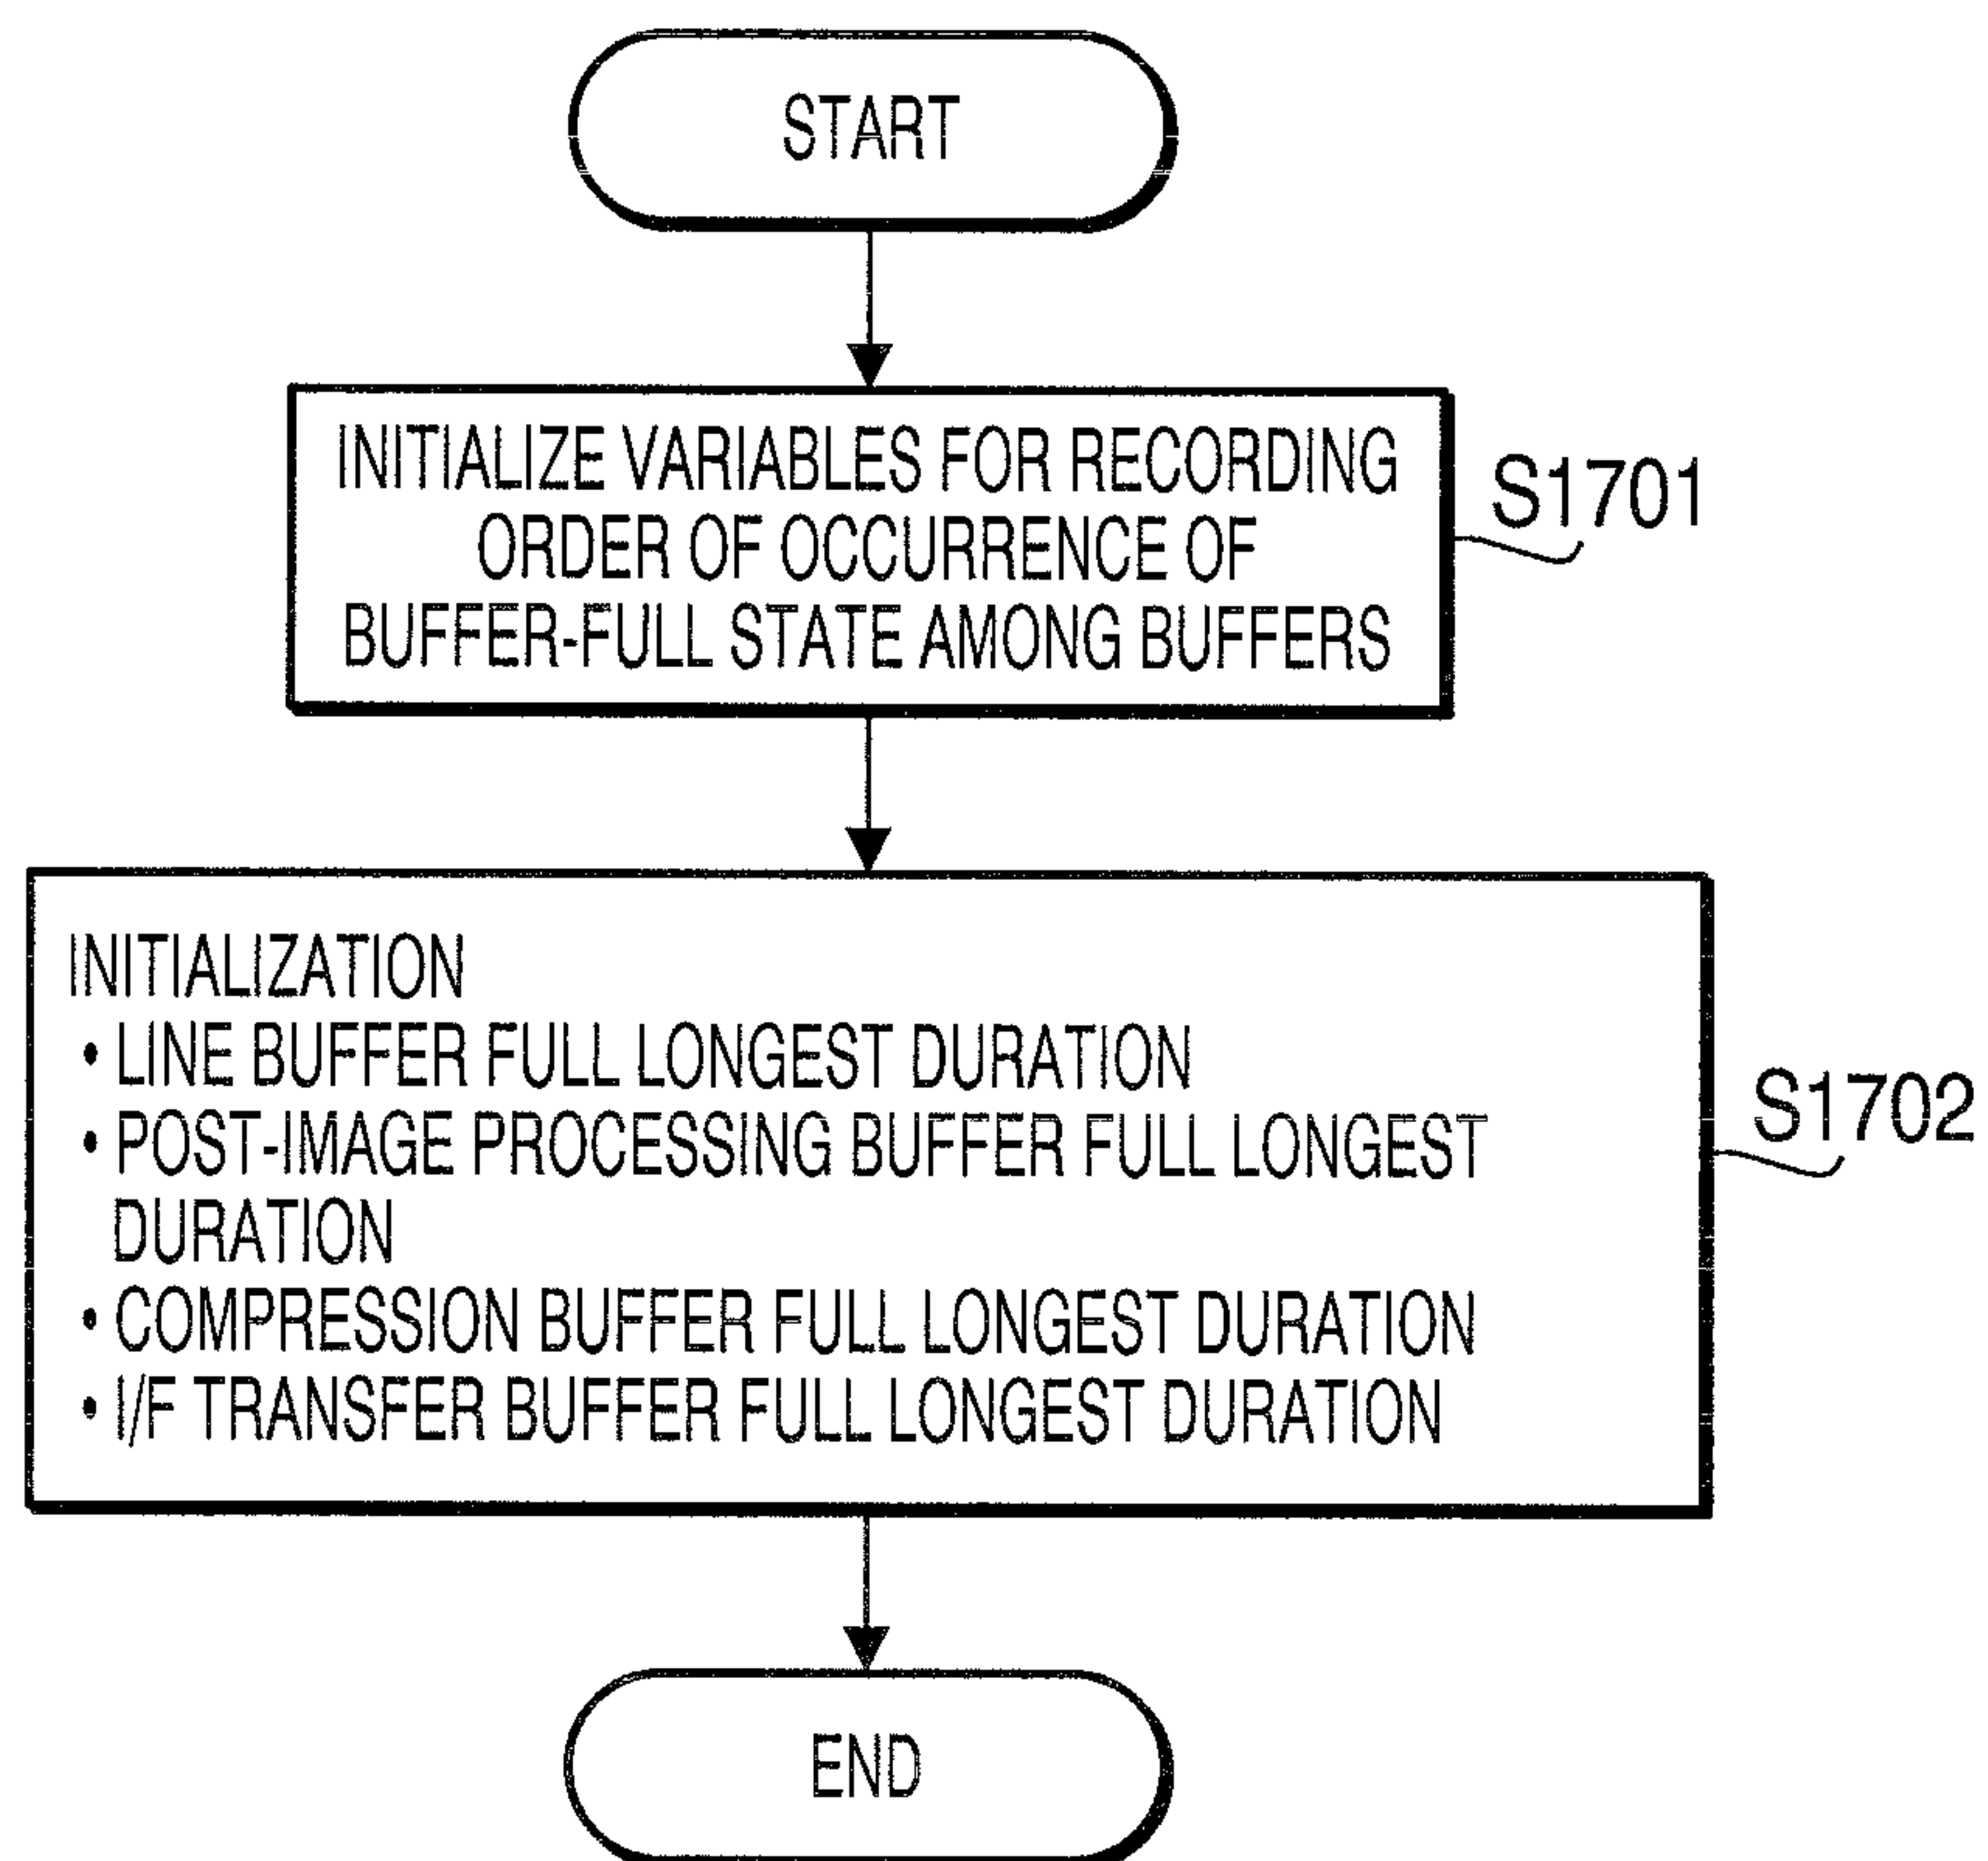 START
INITIALIZE VARIABLES FOR RECORDING
ORDER OF OCCURRENCE OF
BUFFER-FULL STATE AMONG BUFFERS
S1701
INITIALIZATION
• LINE BUFFER FULL LONGEST DURATION
• POST-IMAGE PROCESSING BUFFER FULL LONGEST
DURATION
• COMPRESSION BUFFER FULL LONGEST DURATION
• I/F TRANSFER BUFFER FULL LONGEST DURATION
S1702
END